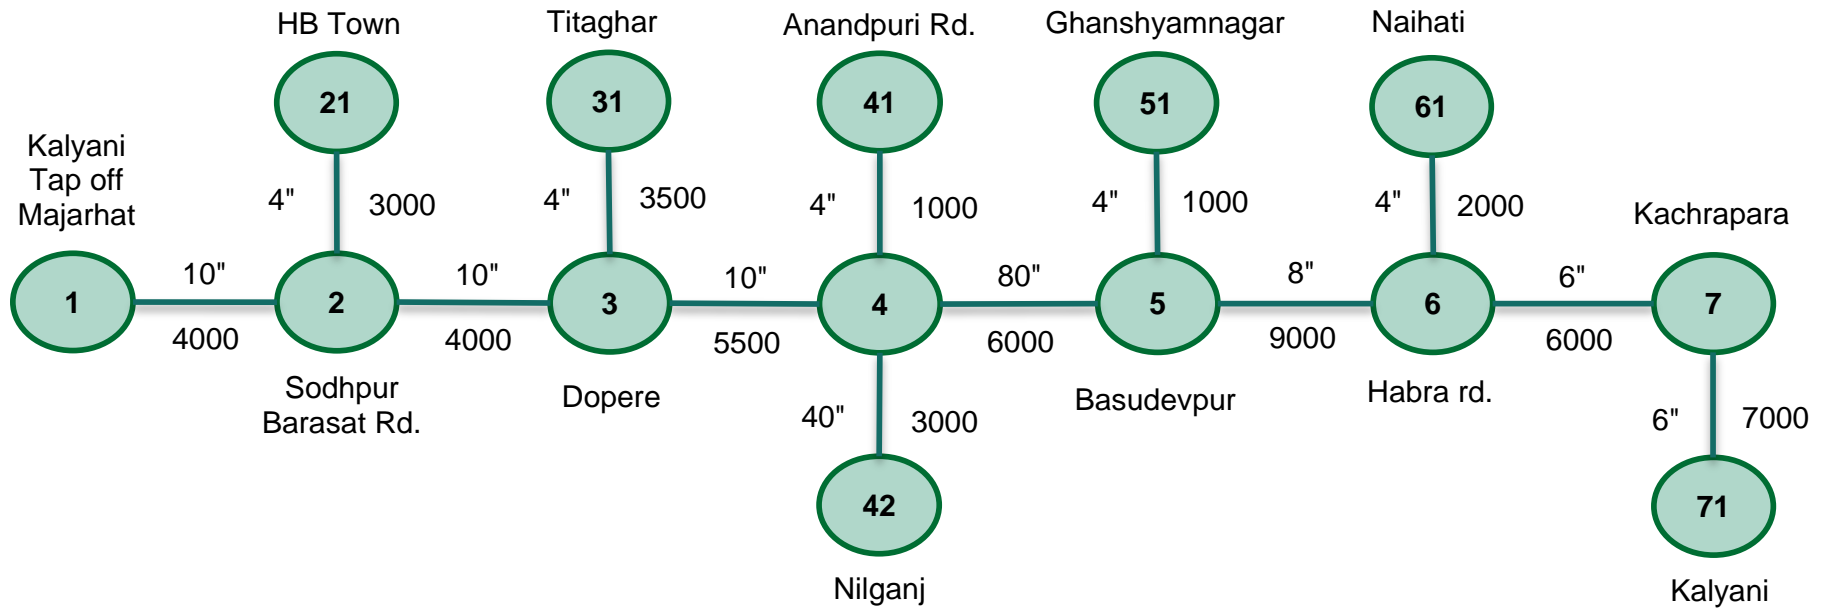 HB Town
Titaghar
Anandpuri Rd.
Ghanshyamnagar
Naihati
21
31
41
51
61
Kalyani
Tap off
Majarhat
4"
3000
4"
3500
4"
1000
4"
1000
4"
2000
Kachrapara
10"
10"
10"
80"
8"
6"
1
2
3
4
5
6
7
4000
4000
5500
6000
9000
6000
Sodhpur
Barasat Rd.
Dopere
Basudevpur
Habra rd.
40"
3000
6"
7000
42
71
Nilganj
Kalyani